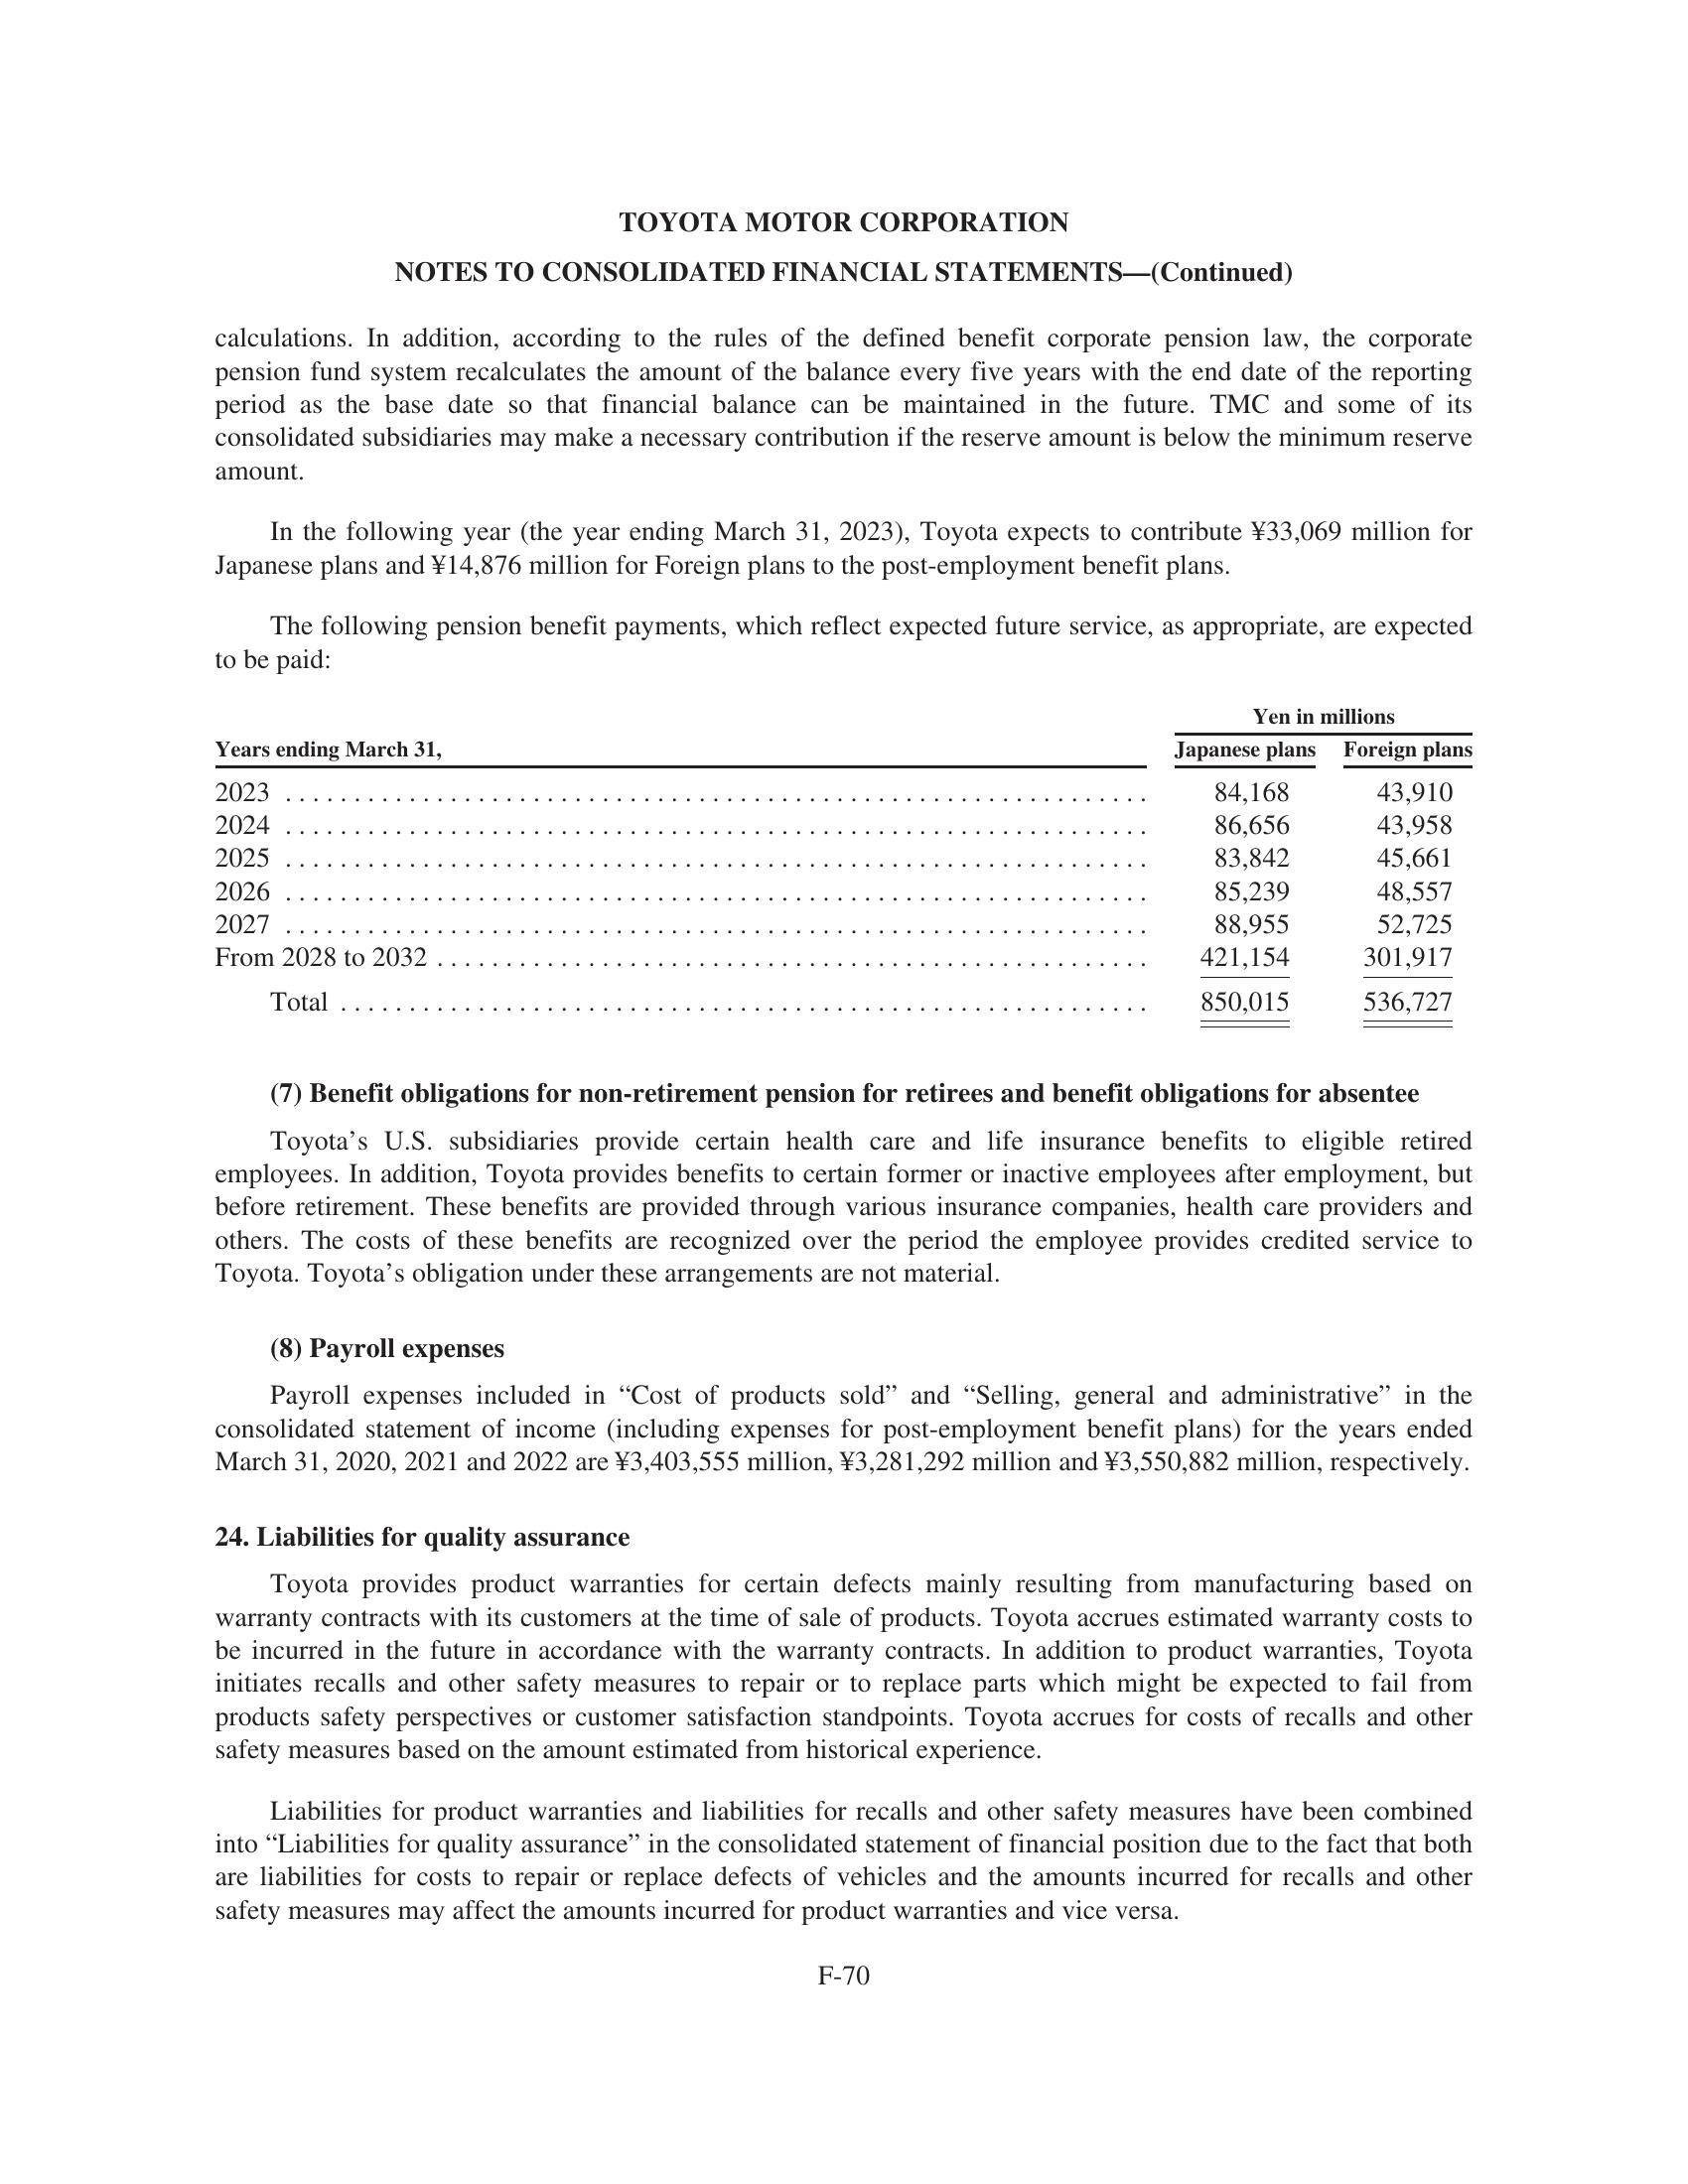 TOYOTA MOTOR CORPORATION
NOTES TO CONSOLIDATED FINANCIAL STATEMENTS—(Continued)
calculations. In addition, according to the rules of the defined benefit corporate pension law, the corporate
pension fund system recalculates the amount of the balance every five years with the end date of the reporting
period as the base date so that financial balance can be maintained in the future. TMC and some of its
consolidated subsidiaries may make a necessary contribution if the reserve amount is below the minimum reserve
amount.
In the following year (the year ending March 31, 2023), Toyota expects to contribute ¥33,069 million for
Japanese plans and ¥14,876 million for Foreign plans to the post-employment benefit plans.
The following pension benefit payments, which reflect expected future service, as appropriate, are expected
to be paid:
Yen in millions
Years ending March 31, Japanese plans Foreign plans
2023 84,168 43,910
2024 86,656 43,958
2025 83,842 45,661
2026 85,239 48,557
2027 88,955 52,725
From 2028 to 2032 421,154 301,917
Total 850,015 536,727
(7) Benefit obligations for non-retirement pension for retirees and benefit obligations for absentee
Toyota’s U.S. subsidiaries provide certain health care and life insurance benefits to eligible retired
employees. In addition, Toyota provides benefits to certain former or inactive employees after employment, but
before retirement. These benefits are provided through various insurance companies, health care providers and
others. The costs of these benefits are recognized over the period the employee provides credited service to
Toyota. Toyota’s obligation under these arrangements are not material.
(8) Payroll expenses
Payroll expenses included in “Cost of products sold” and “Selling, general and administrative” in the
consolidated statement of income (including expenses for post-employment benefit plans) for the years ended
March 31, 2020, 2021 and 2022 are ¥3,403,555 million, ¥3,281,292 million and ¥3,550,882 million, respectively.
24. Liabilities for quality assurance
Toyota provides product warranties for certain defects mainly resulting from manufacturing based on
warranty contracts with its customers at the time of sale of products. Toyota accrues estimated warranty costs to
be incurred in the future in accordance with the warranty contracts. In addition to product warranties, Toyota
initiates recalls and other safety measures to repair or to replace parts which might be expected to fail from
products safety perspectives or customer satisfaction standpoints. Toyota accrues for costs of recalls and other
safety measures based on the amount estimated from historical experience.
Liabilities for product warranties and liabilities for recalls and other safety measures have been combined
into “Liabilities for quality assurance” in the consolidated statement of financial position due to the fact that both
are liabilities for costs to repair or replace defects of vehicles and the amounts incurred for recalls and other
safety measures may affect the amounts incurred for product warranties and vice versa.
F-70